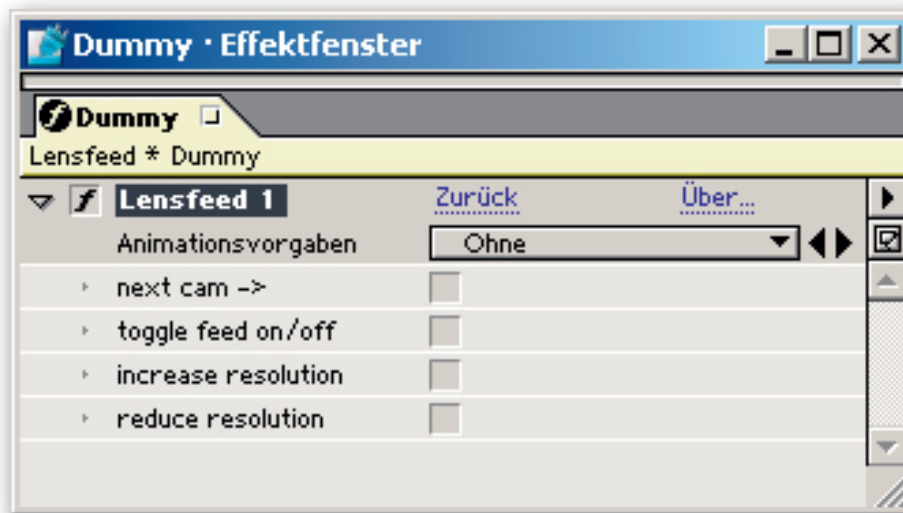 Dummy · Effektfenster
Dummy
Lensfeed * Dummy
Lensfeed 1 Zurück Über...
Animationsvorgaben Ohne
next cam ->
toggle feed on/off
increase resolution
reduce resolution